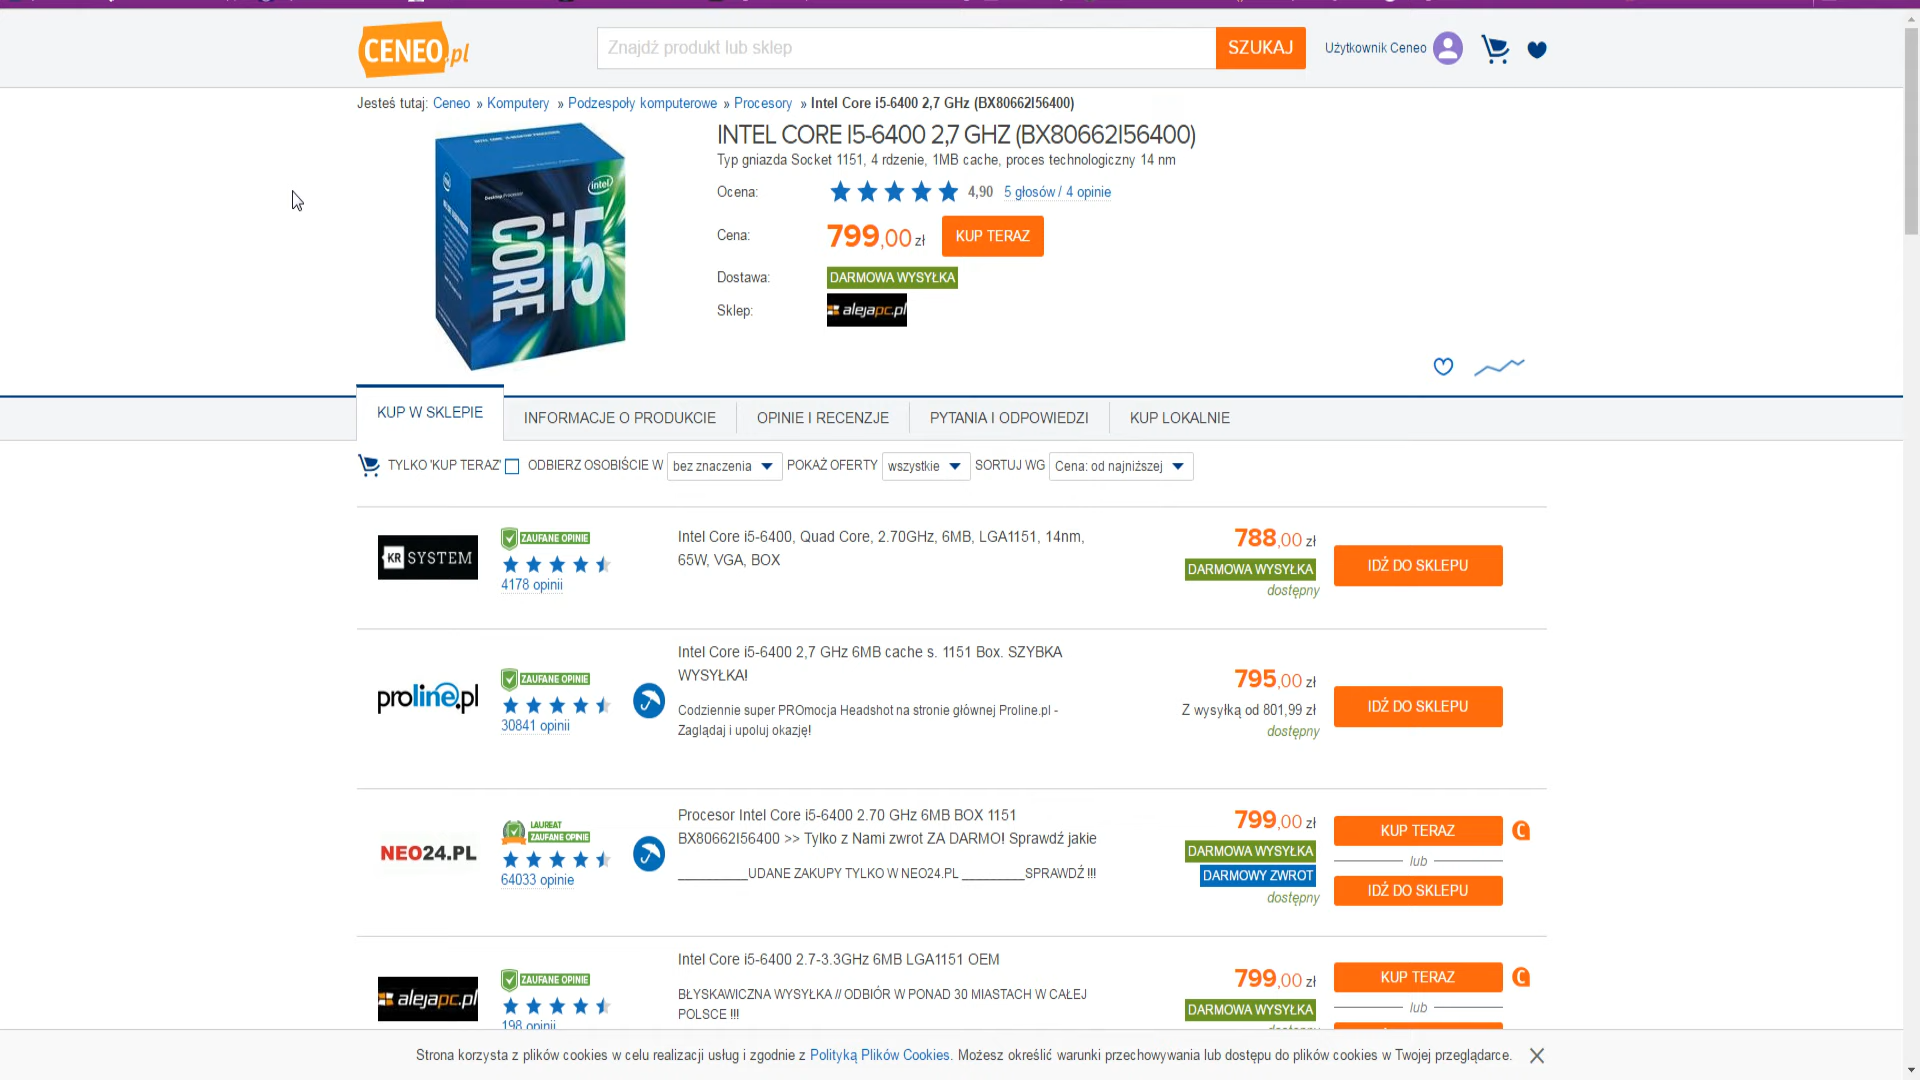 CENEO.pl
Znajdź produkt lub sklep
SZUKAJ
Użytkownik Ceneo
Jesteś tutaj: Ceneo » Komputery » Podzespoły komputerowe » Procesory » Intel Core i5-6400 2,7 GHz (BX80662I56400)
INTEL CORE I5-6400 2,7 GHZ (BX80662I56400)
Typ gniazda Socket 1151, 4 rdzenie, 1MB cache, proces technologiczny 14 nm
Ocena: 4,90 5 głosów / 4 opinie
Cena: 799,00 zł KUP TERAZ
Dostawa: DARMOWA WYSYŁKA
Sklep: alejapc.pl
intel
CORE i5
KUP W SKLEPIE
INFORMACJE O PRODUKCIE
OPINIE I RECENZJE
PYTANIA I ODPOWIEDZI
KUP LOKALNIE
TYLKO 'KUP TERAZ' ODBIERZ OSOBIŚCIE W bez znaczenia POKAŻ OFERTY wszystkie SORTUJ WG Cena: od najniższej
KR SYSTEM
ZAUFANE OPINIE
4178 opinii
Intel Core i5-6400, Quad Core, 2.70GHz, 6MB, LGA1151, 14nm,
65W, VGA, BOX
788,00 zł
DARMOWA WYSYŁKA
dostępny
IDŹ DO SKLEPU
proline.pl
ZAUFANE OPINIE
30841 opinii
Intel Core i5-6400 2,7 GHz 6MB cache s. 1151 Box. SZYBKA
WYSYŁKA!
Codziennie super PROmocja Headshot na stronie głównej Proline.pl -
Zaglądaj i upoluj okazję!
795,00 zł
Z wysyłką od 801,99 zł
dostępny
IDŹ DO SKLEPU
NEO24.PL
LAUREAT
ZAUFANE OPINIE
64033 opinie
Procesor Intel Core i5-6400 2.70 GHz 6MB BOX 1151
BX80662I56400 >> Tylko z Nami zwrot ZA DARMO! Sprawdź jakie
__________UDANE ZAKUPY TYLKO W NEO24.PL _________SPRAWDŹ !!!
799,00 zł
DARMOWA WYSYŁKA
DARMOWY ZWROT
dostępny
KUP TERAZ
lub
IDŹ DO SKLEPU
alejapc.pl
ZAUFANE OPINIE
198 opinii
Intel Core i5-6400 2.7-3.3GHz 6MB LGA1151 OEM
BŁYSKAWICZNA WYSYŁKA // ODBIÓR W PONAD 30 MIASTACH W CAŁEJ
POLSCE !!!
799,00 zł
DARMOWA WYSYŁKA
KUP TERAZ
lub
Strona korzysta z plików cookies w celu realizacji usług i zgodnie z Polityką Plików Cookies. Możesz określić warunki przechowywania lub dostępu do plików cookies w Twojej przeglądarce.